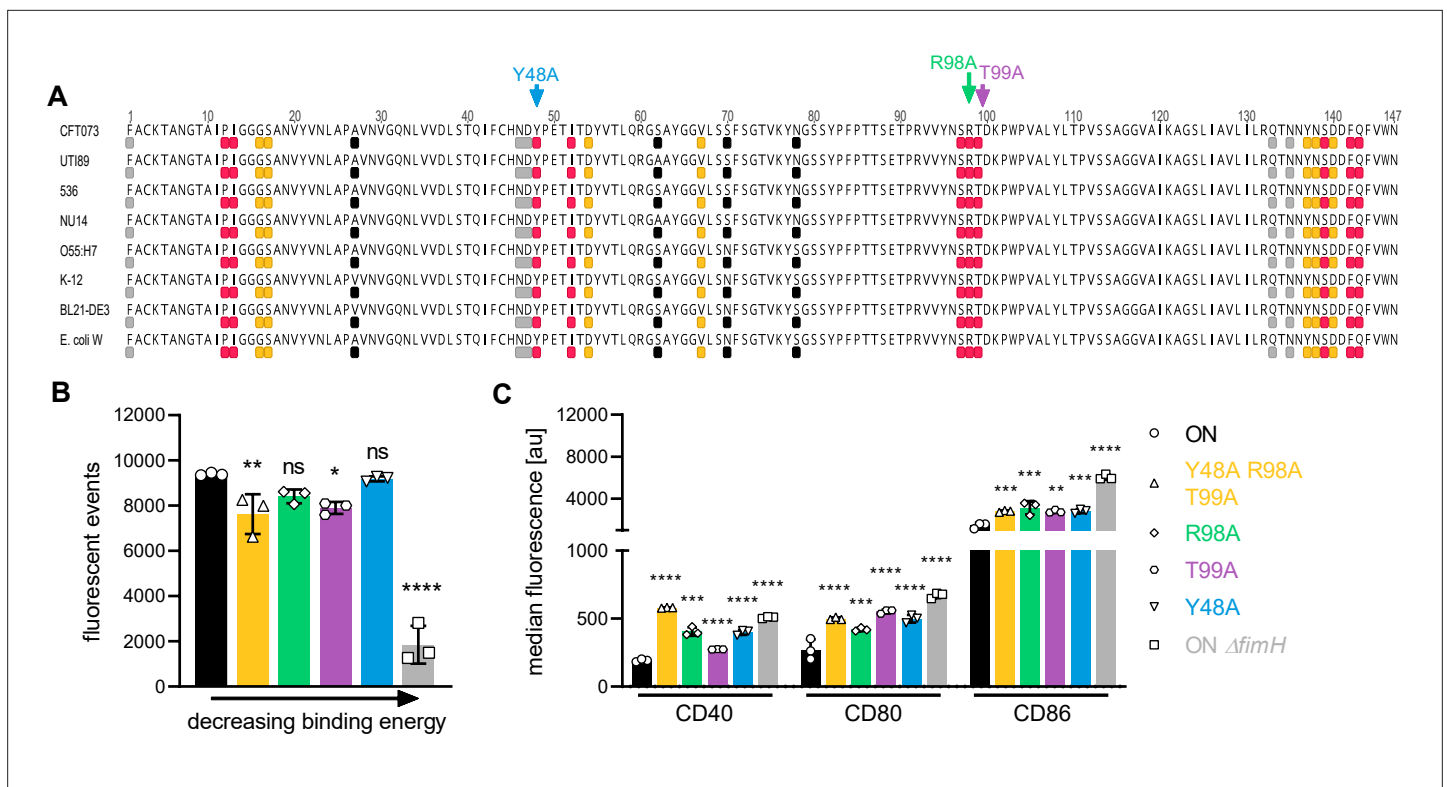 A
Y48A
R98A
T99A
1 10 20 30 40 50 60 70 80 90 100 110 120 130 140 147
CFT073 FACKTANGTAIPIGGGSANVYVNLAPAVNVGQNLVVDLSTQIFCHNDYPETITDYVTLQRGSAYGGVLSSFSGTVKYNGSSYPFPTTSETPRVVYNSRTDKPWPVALYLTPVSSAGGVAIKAGSLIAVLILRQTNNYNSDDFQFVWN
UTI89 FACKTANGTAIPIGGGSANVYVNLAPAVNVGQNLVVDLSTQIFCHNDYPETITDYVTLQRGAAYGGVLSSFSGTVKYNGSSYPFPTTSETPRVVYNSRTDKPWPVALYLTPVSSAGGVAIKAGSLIAVLILRQTNNYNSDDFQFVWN
536 FACKTANGTAIPIGGGSANVYVNLAPAVNVGQNLVVDLSTQIFCHNDYPETITDYVTLQRGSAYGGVLSSFSGTVKYNGSSYPFPTTSETPRVVYNSRTDKPWPVALYLTPVSSAGGVAIKAGSLIAVLILRQTNNYNSDDFQFVWN
NU14 FACKTANGTAIPIGGGSANVYVNLAPAVNVGQNLVVDLSTQIFCHNDYPETITDYVTLQRGAAYGGVLSSFSGTVKYNGSSYPFPTTSETPRVVYNSRTDKPWPVALYLTPVSSAGGVAIKAGSLIAVLILRQTNNYNSDDFQFVWN
O55:H7 FACKTANGTAIPIGGGSANVYVNLAPAVNVGQNLVVDLSTQIFCHNDYPETITDYVTLQRGSAYGGVLSNFSGTVKYSGSSYPFPTTSETPRVVYNSRTDKPWPVALYLTPVSSAGGVAIKAGSLIAVLILRQTNNYNSDDFQFVWN
K-12 FACKTANGTAIPIGGGSANVYVNLAPVVNVGQNLVVDLSTQIFCHNDYPETITDYVTLQRGSAYGGVLSNFSGTVKYSGSSYPFPTTSETPRVVYNSRTDKPWPVALYLTPVSSAGGVAIKAGSLIAVLILRQTNNYNSDDFQFVWN
BL21-DE3 FACKTANGTAIPIGGGSANVYVNLAPVVNVGQNLVVDLSTQIFCHNDYPETITDYVTLQRGSAYGGVLSNFSGTVKYSGSSYPFPTTSETPRVVYNSRTDKPWPVALYLTPVSSAGGVAIKAGSLIAVLILRQTNNYNSDDFQFVWN
E. coli W FACKTANGTAIPIGGGSANVYVNLAPAVNVGQNLVVDLSTQIFCHNDYPETITDYVTLQRGSAYGGVLSNFSGTVKYSGSSYPFPTTSETPRVVYNSRTDKPWPVALYLTPVSSAGGVAIKAGSLIAVLILRQTNNYNSDDFQFVWN
B
fluorescent events
12000
10000
8000
6000
4000
2000
0
** ns * ns ****
decreasing binding energy
C
median fluorescence [au]
12000
8000
4000
1000
500
0
**** *** **** **** ****
**** *** **** **** ****
*** *** ** *** ****
CD40 CD80 CD86
ON
Y48A R98A
T99A
R98A
T99A
Y48A
ON ΔfimH